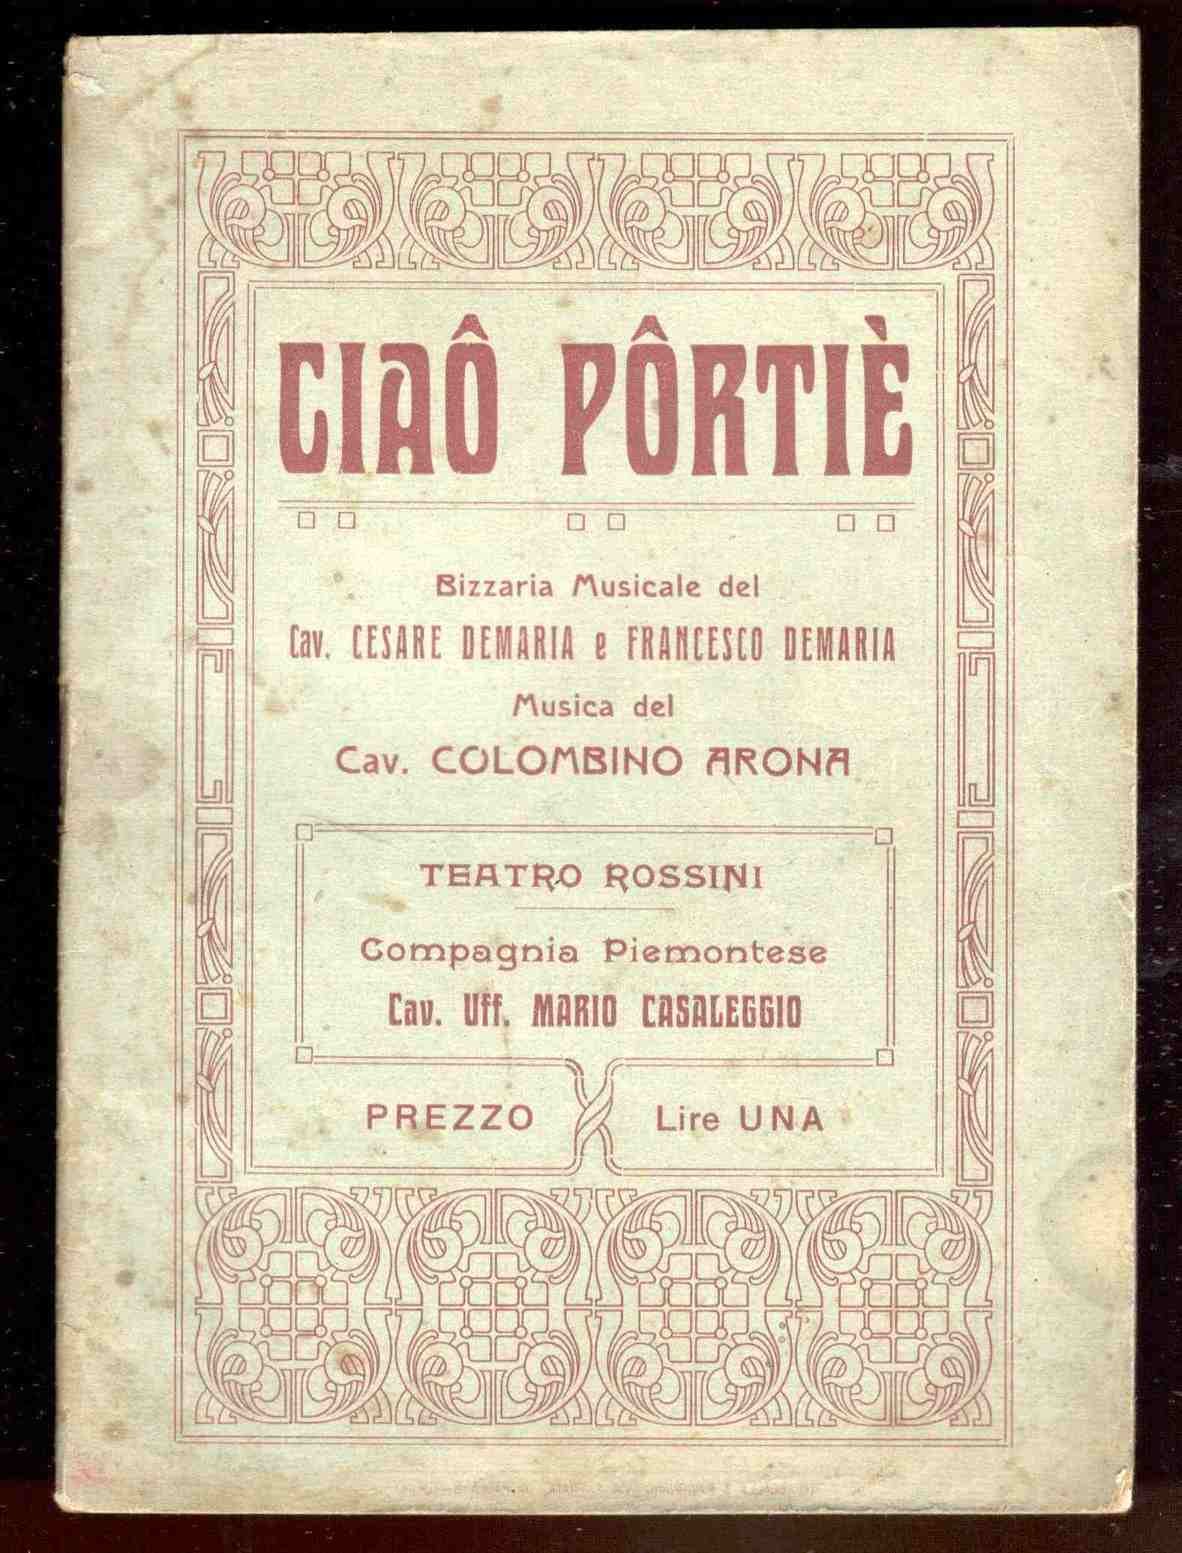 CIAÔ PÔRTIÈ
Bizzaria Musicale del
Cav. CESARE DEMARIA e FRANCESCO DEMARIA
Musica del
Cav. COLOMBINO ARONA
TEATRO ROSSINI
Compagnia Piemontese
Cav. Uff. MARIO CASALEGGIO
PREZZO Lire UNA